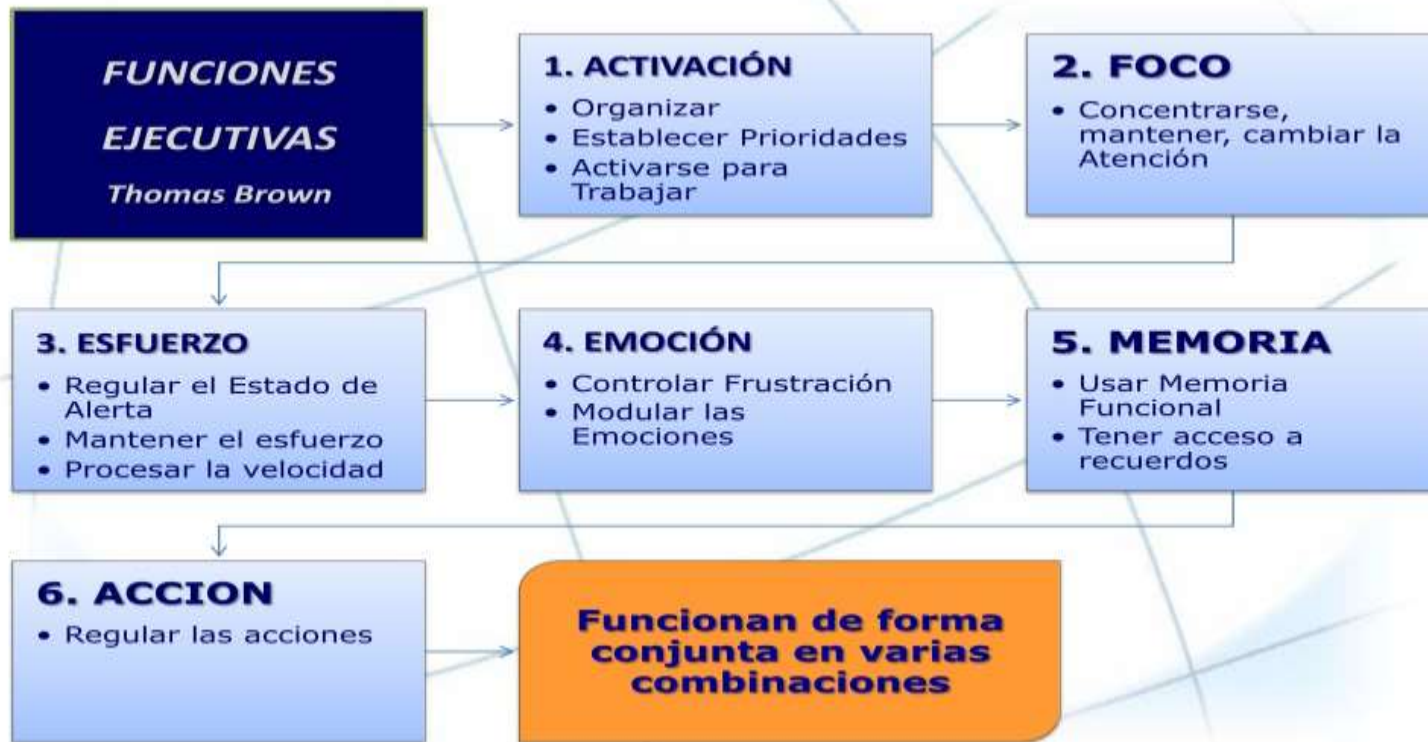 FUNCIONES
EJECUTIVAS
Thomas Brown
1. ACTIVACIÓN
• Organizar
• Establecer Prioridades
• Activarse para
Trabajar
2. FOCO
• Concentrarse,
mantener, cambiar la
Atención
3. ESFUERZO
• Regular el Estado de
Alerta
• Mantener el esfuerzo
• Procesar la velocidad
4. EMOCIÓN
• Controlar Frustración
• Modular las
Emociones
5. MEMORIA
• Usar Memoria
Funcional
• Tener acceso a
recuerdos
6. ACCION
• Regular las acciones
Funcionan de forma
conjunta en varias
combinaciones